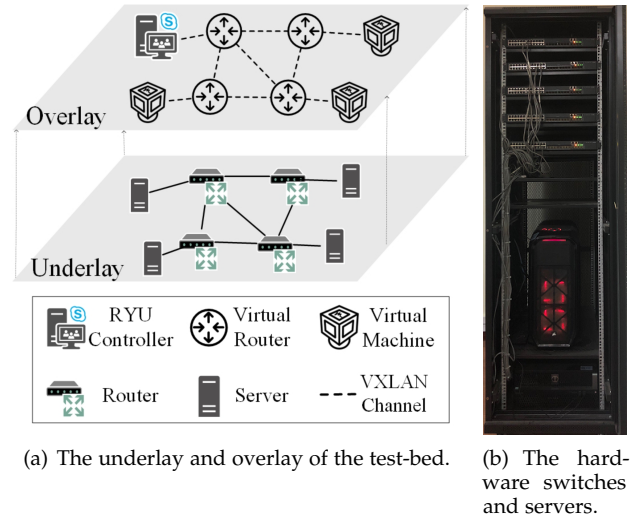 Overlay
Underlay
RYU Controller
Virtual Router
Virtual Machine
Router
Server
VXLAN Channel
(a) The underlay and overlay of the test-bed.
(b) The hard-
ware switches
and servers.